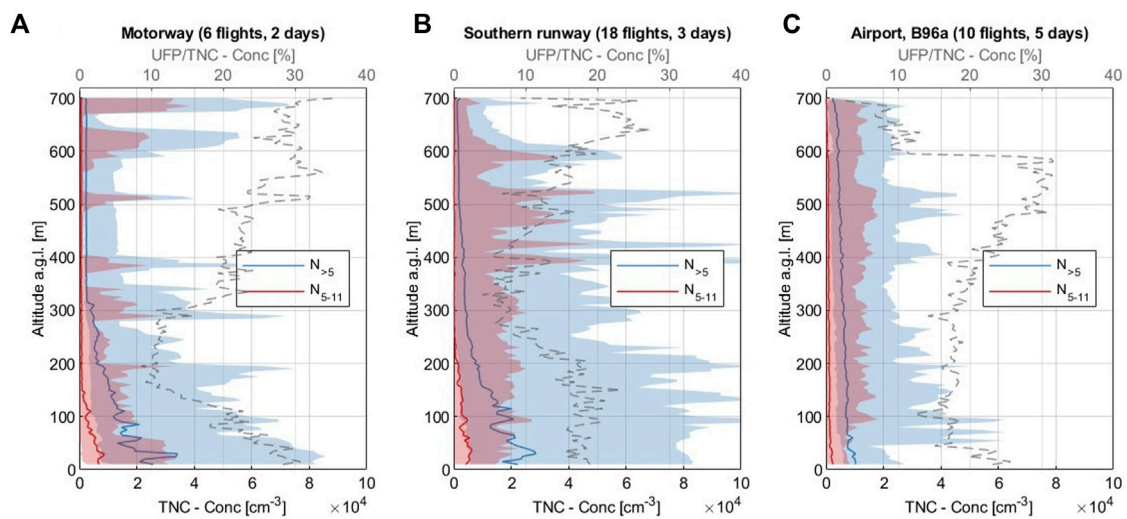 A
Motorway (6 flights, 2 days)
UFP/TNC - Conc [%]
0 10 20 30 40
Altitude a.g.l. [m]
700
600
500
400
300
200
100
0
N>5
N5-11
0 2 4 6 8 10
TNC - Conc [cm-3] ×10^4
B
Southern runway (18 flights, 3 days)
UFP/TNC - Conc [%]
0 10 20 30 40
Altitude a.g.l. [m]
700
600
500
400
300
200
100
0
N>5
N5-11
0 2 4 6 8 10
TNC - Conc [cm-3] ×10^4
C
Airport, B96a (10 flights, 5 days)
UFP/TNC - Conc [%]
0 10 20 30 40
Altitude a.g.l. [m]
700
600
500
400
300
200
100
0
N>5
N5-11
0 2 4 6 8 10
TNC - Conc [cm-3] ×10^4